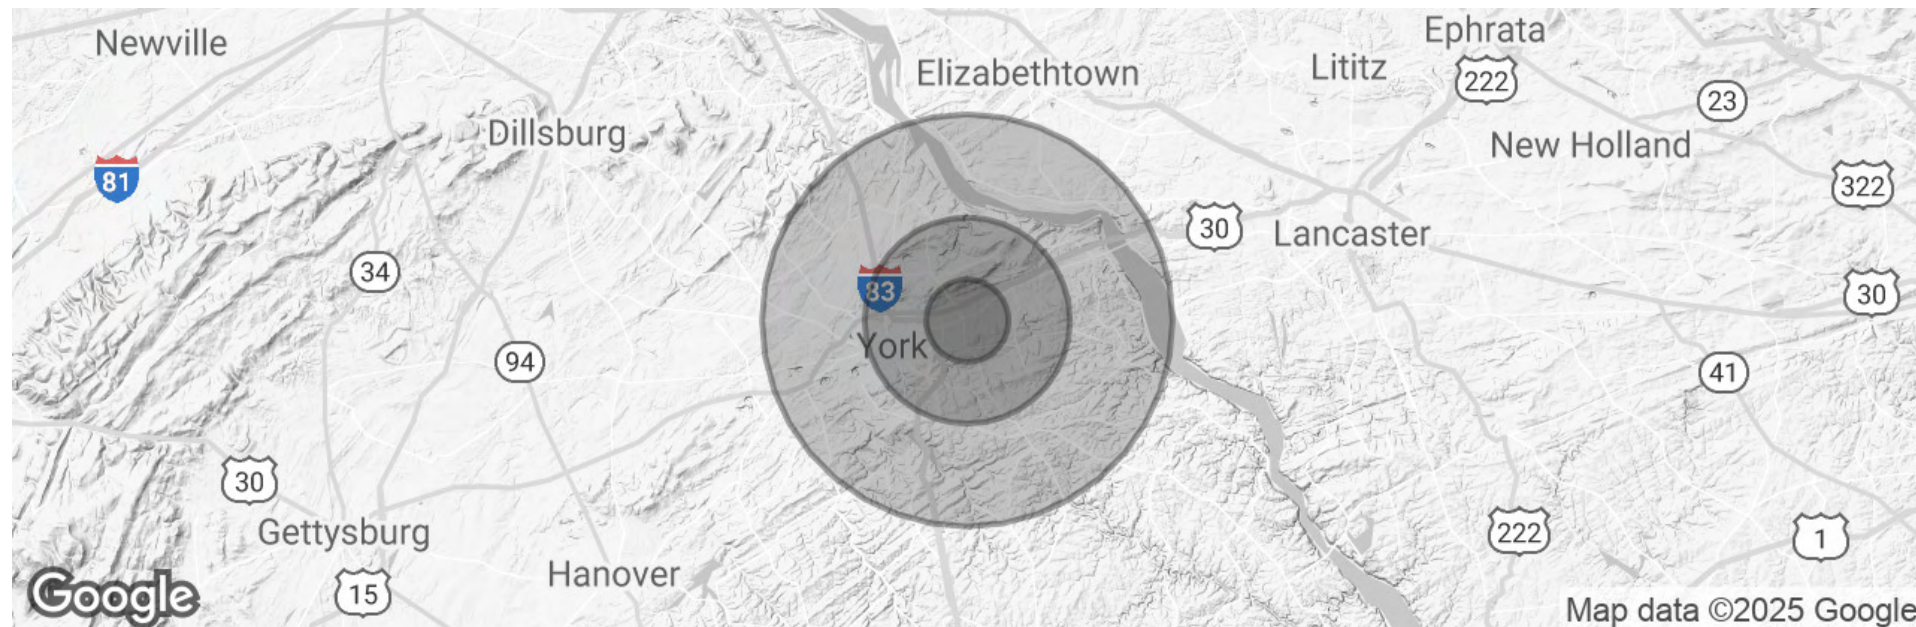 Ephrata
Newville
Elizabethtown
Lititz
222
23
Dillsburg
New Holland
81
322
30
Lancaster
34
83
30
York
94
41
30
Gettysburg
222
1
Hanover
15
Google
Map data ©2025 Google